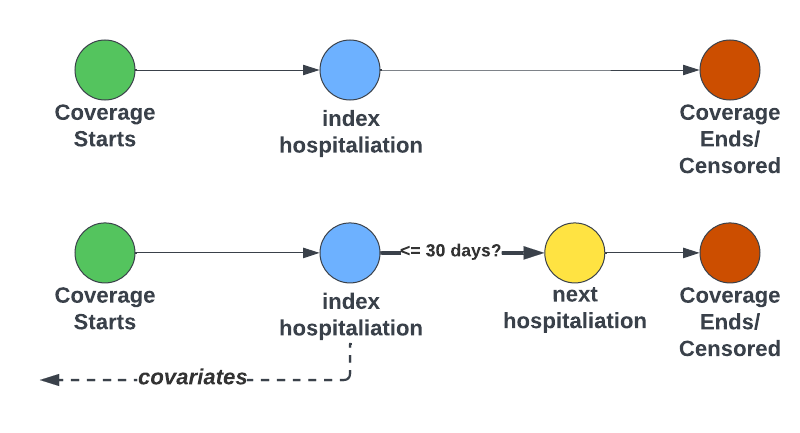 Coverage
Starts
index
hospitaliation
Coverage
Ends/
Censored
<= 30 days?
Coverage
Starts
index
hospitaliation
next
hospitaliation
Coverage
Ends/
Censored
covariates